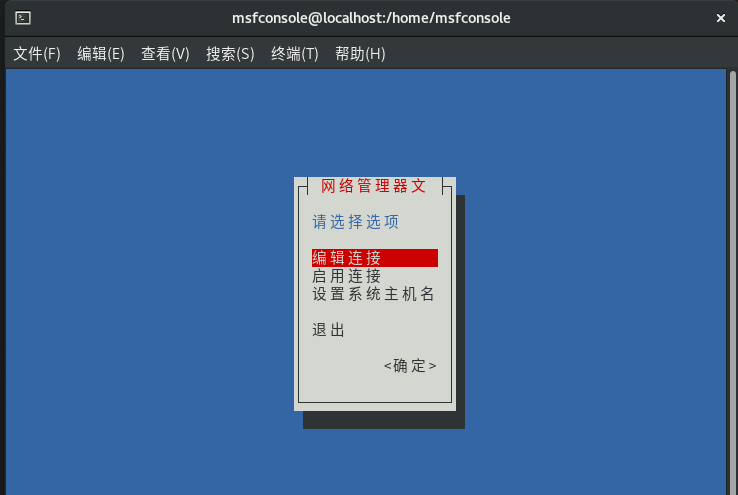 msfconsole@localhost:/home/msfconsole
文件(F) 编辑(E) 查看(V) 搜索(S) 终端(T) 帮助(H)
网络管理器文
请选择选项
编辑连接
启用连接
设置系统主机名
退出
<确定>